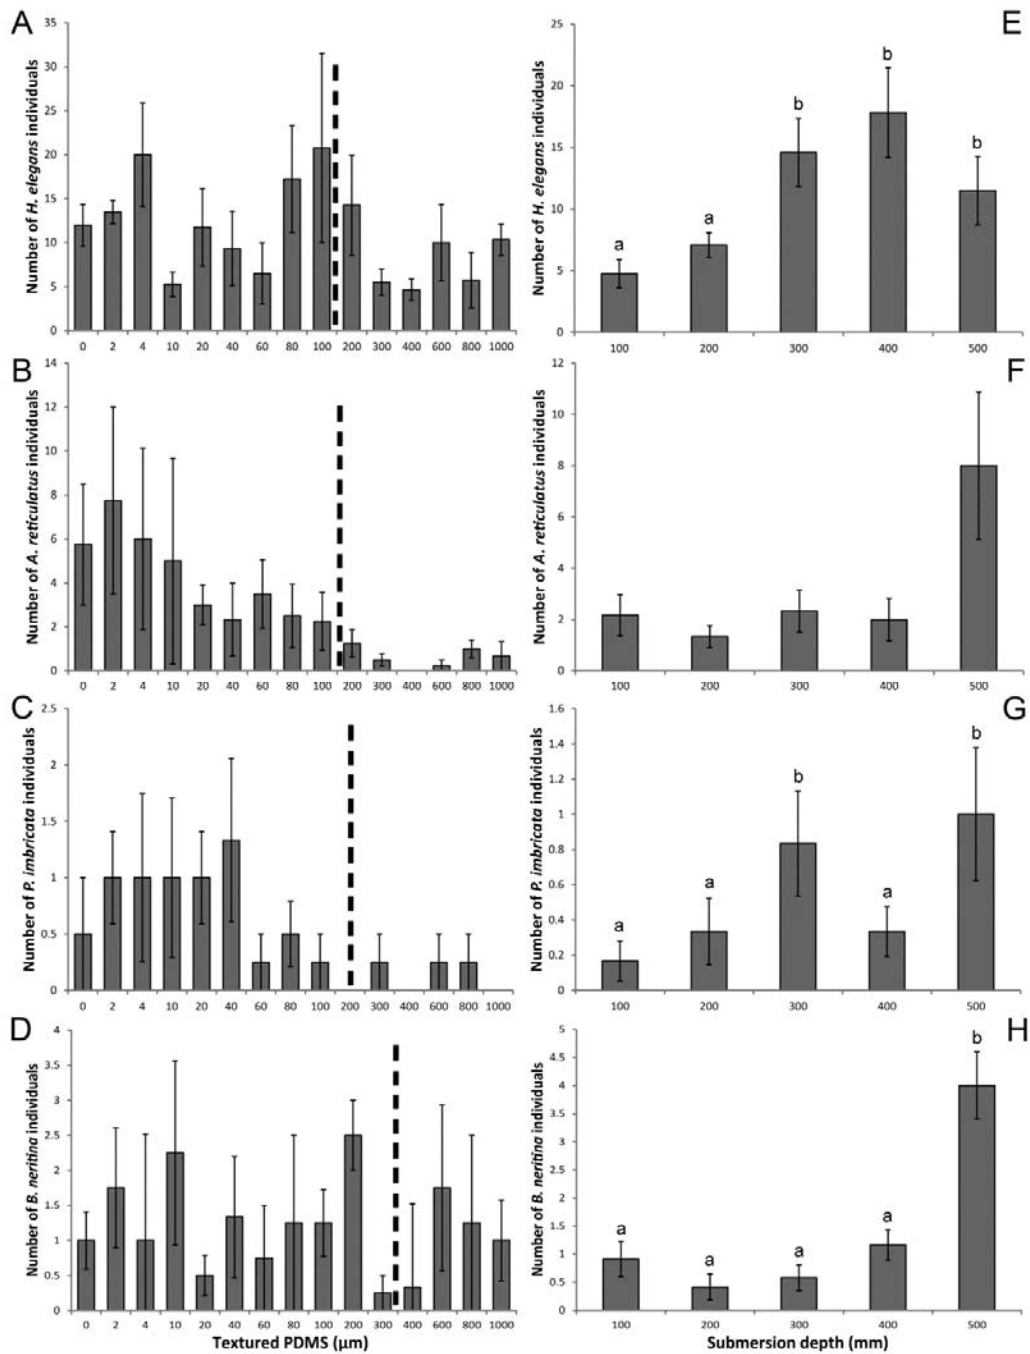 A
Number of H. elegans individuals
35
30
25
20
15
10
5
0
0 2 4 10 20 40 60 80 100 200 300 400 600 800 1000
E
Number of H. elegans individuals
25
20
15
10
5
0
a a b b b
100 200 300 400 500
B
Number of A. reticulatus individuals
14
12
10
8
6
4
2
0
0 2 4 10 20 40 60 80 100 200 300 400 600 800 1000
F
Number of A. reticulatus individuals
12
10
8
6
4
2
0
100 200 300 400 500
C
Number of P. imbricata individuals
2.5
2
1.5
1
0.5
0
0 2 4 10 20 40 60 80 100 200 300 400 600 800 1000
G
Number of P. imbricata individuals
1.6
1.4
1.2
1
0.8
0.6
0.4
0.2
0
a a b a b
100 200 300 400 500
D
Number of B. neritina individuals
4
3.5
3
2.5
2
1.5
1
0.5
0
0 2 4 10 20 40 60 80 100 200 300 400 600 800 1000
Textured PDMS (μm)
H
Number of B. neritina individuals
5
4.5
4
3.5
3
2.5
2
1.5
1
0.5
0
a a a a b
100 200 300 400 500
Submersion depth (mm)